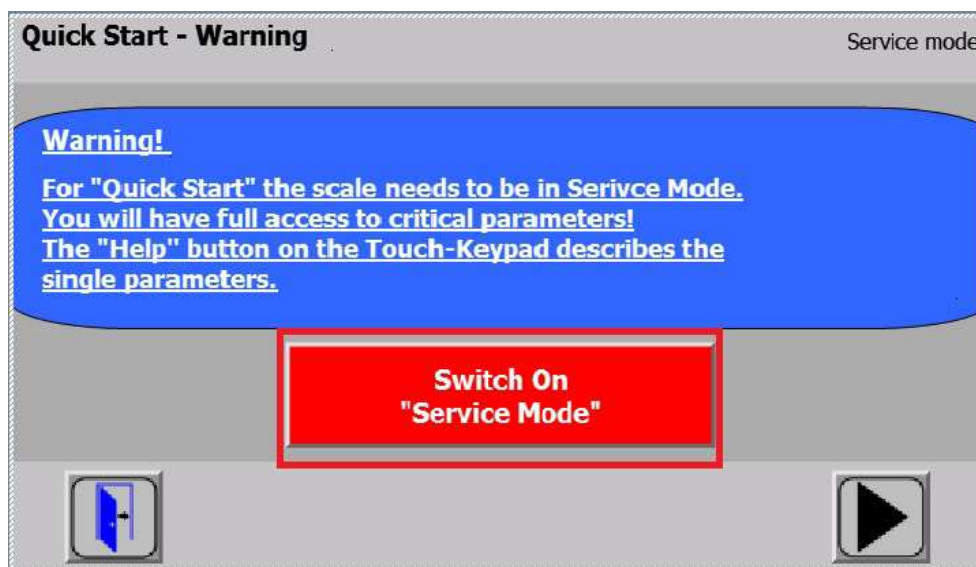 Quick Start - Warning
Service mode
Warning!
For "Quick Start" the scale needs to be in Serivce Mode.
You will have full access to critical parameters!
The "Help" button on the Touch-Keypad describes the
single parameters.
Switch On
"Service Mode"